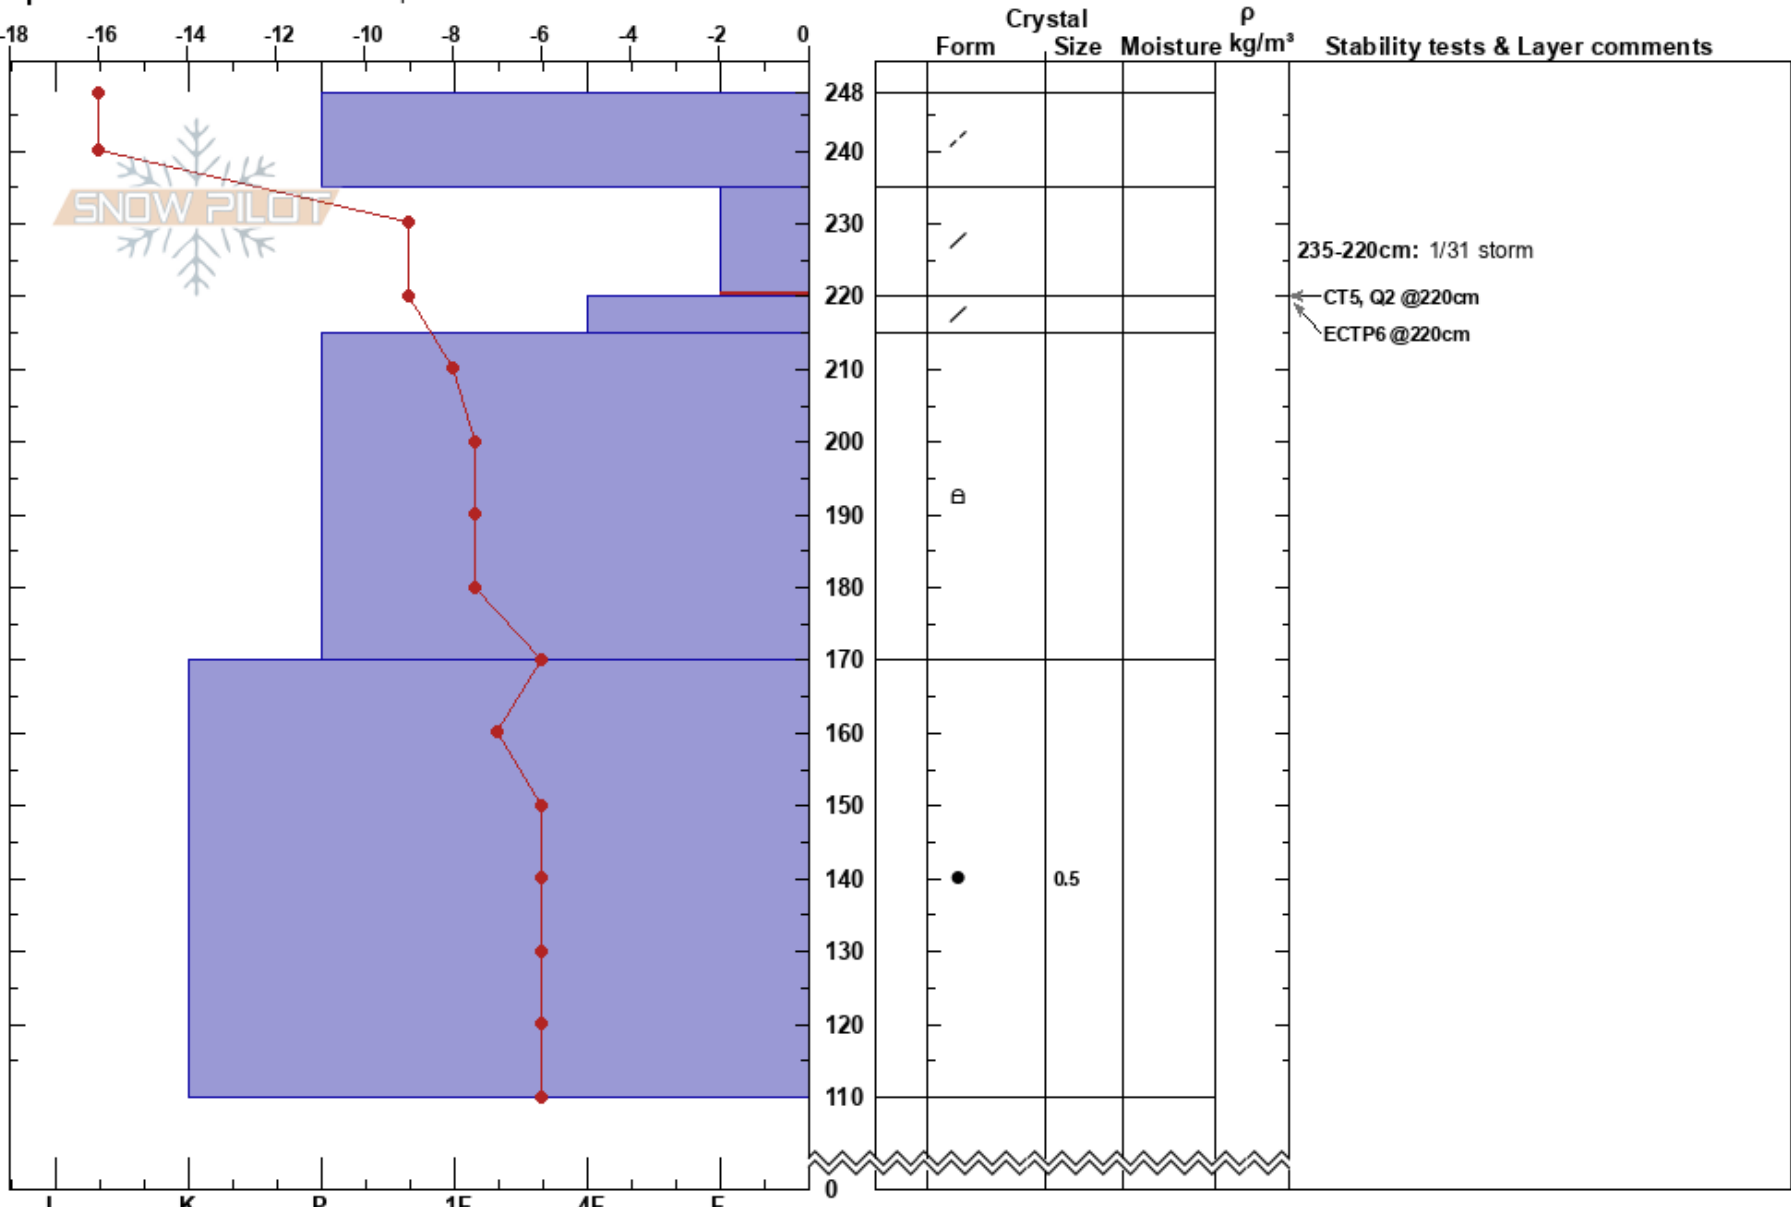 -18 -16 -14 -12 -10 -8 -6 -4 -2 0
Crystal ρ
Form Size Moisture kg/m³ Stability tests & Layer comments
248
240
SNOW PILOT
230
235-220cm: 1/31 storm
220
CT5, Q2 @220cm
ECTP6 @220cm
210
200
190
180
170
160
150
140 0.5
130
120
110
0
I K P 1F 4F F